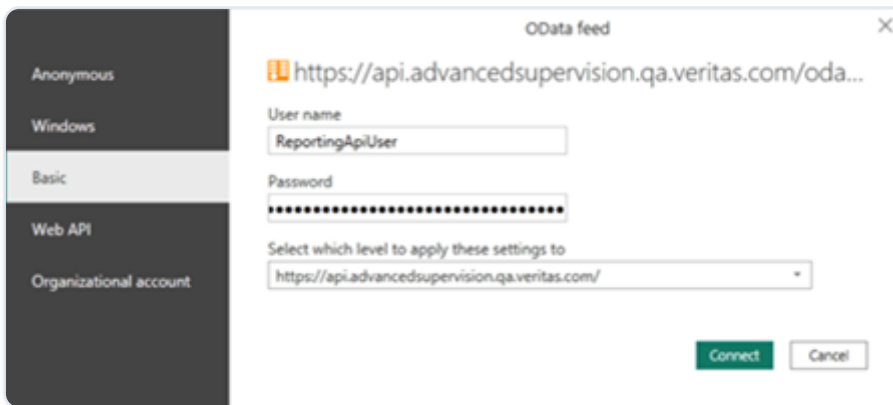 OData feed
https://api.advancedsupervision.qa.veritas.com/oda...
Anonymous
Windows
Basic
Web API
Organizational account
User name
ReportingApiUser
Password
Select which level to apply these settings to
https://api.advancedsupervision.qa.veritas.com/
Connect
Cancel